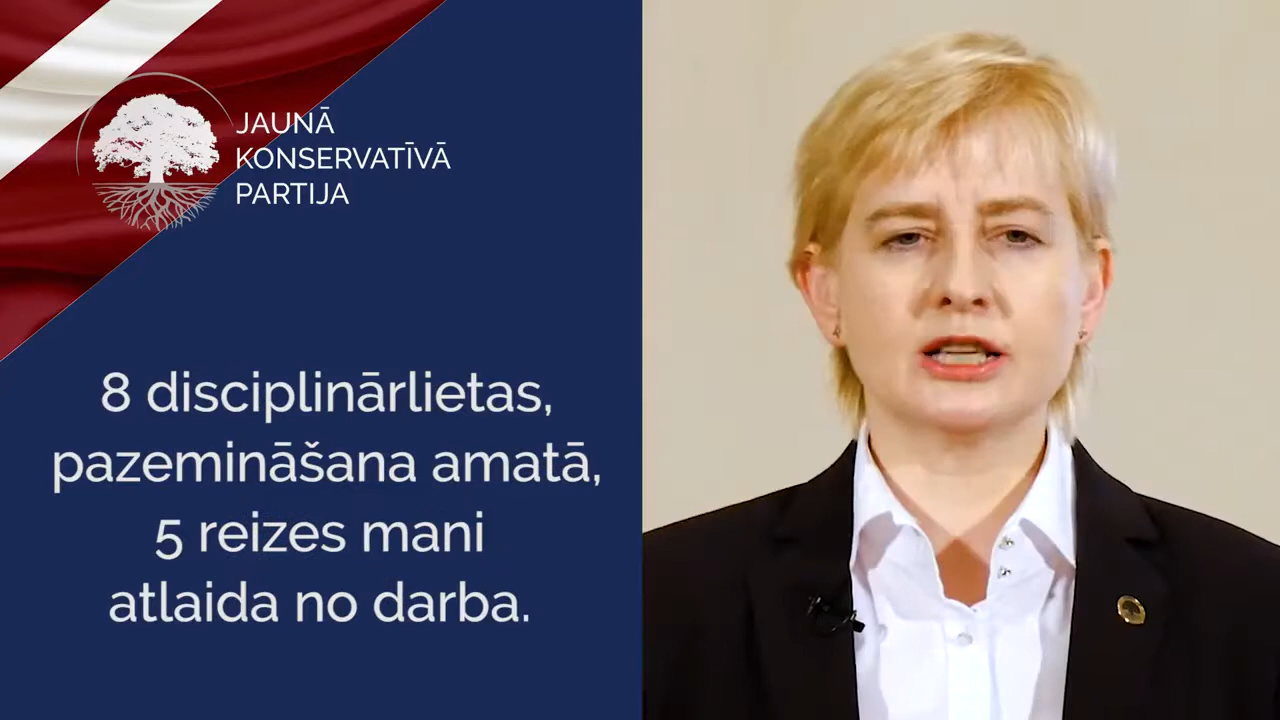 JAUNĀ
KONSERVATĪVĀ
PARTIJA
8 disciplinārlietas,
pazemināšana amatā,
5 reizes mani
atlaida no darba.